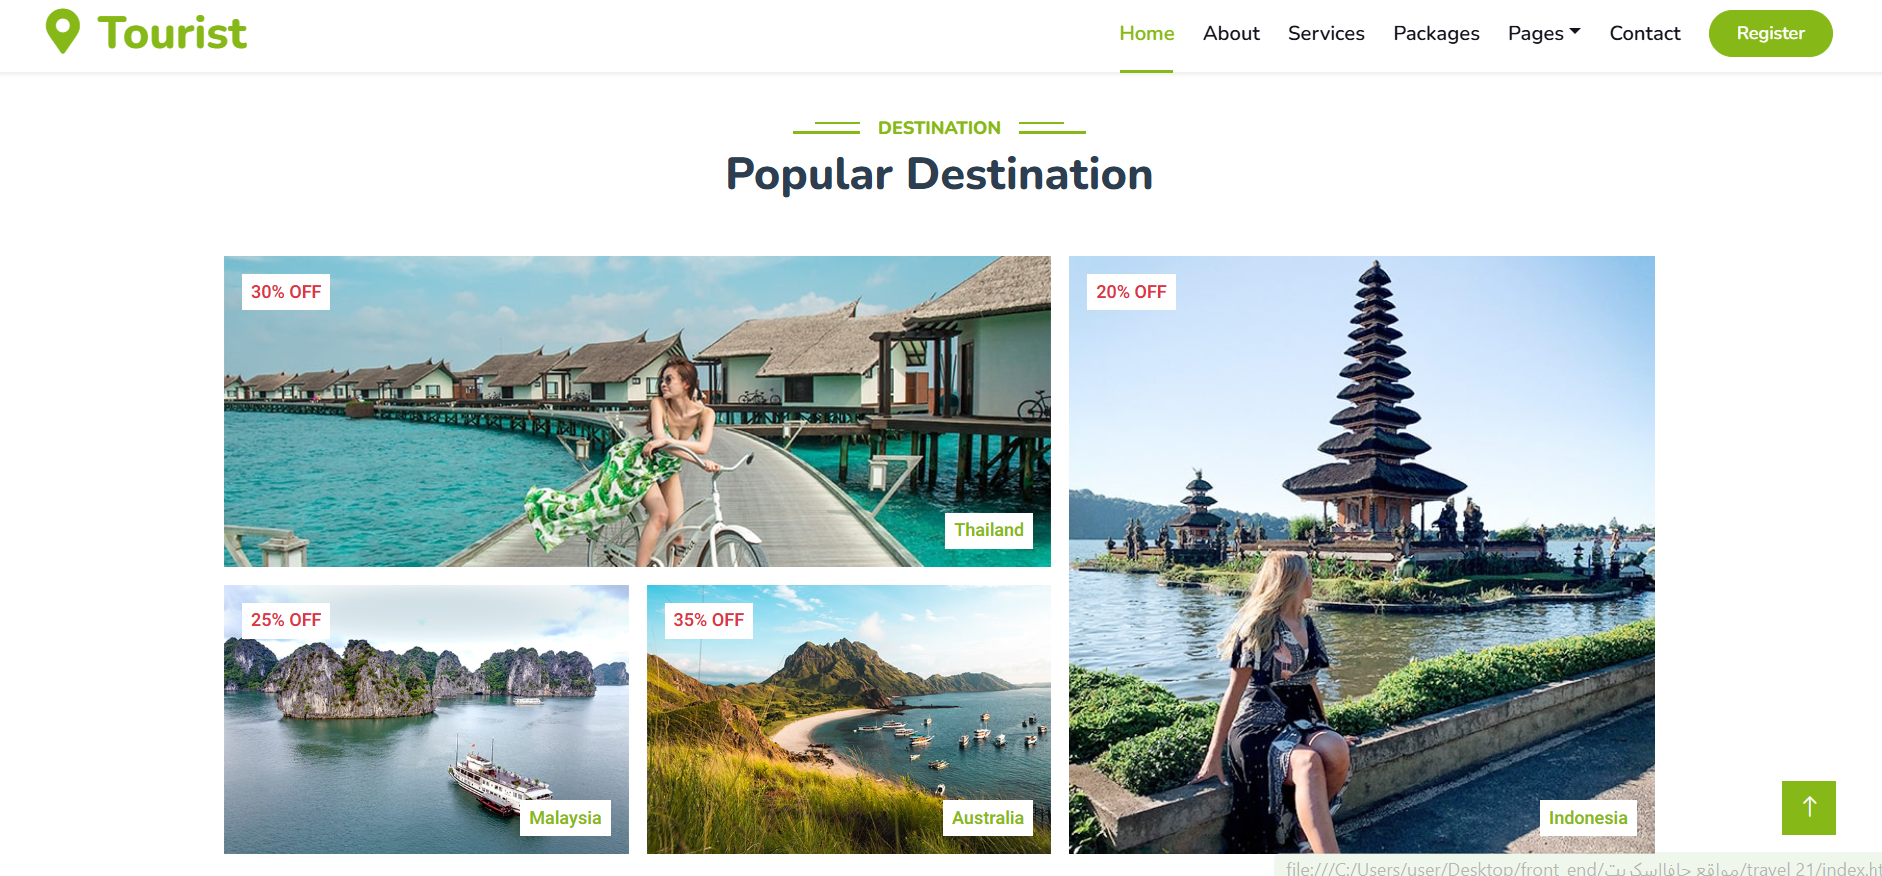 Tourist
Home About Services Packages Pages Contact Register
DESTINATION
Popular Destination
30% OFF
Thailand
20% OFF
Indonesia
25% OFF
Malaysia
35% OFF
Australia
file:///C:/Users/user/Desktop/front_end/مواقع جافااسكربت/travel 21/index.ht